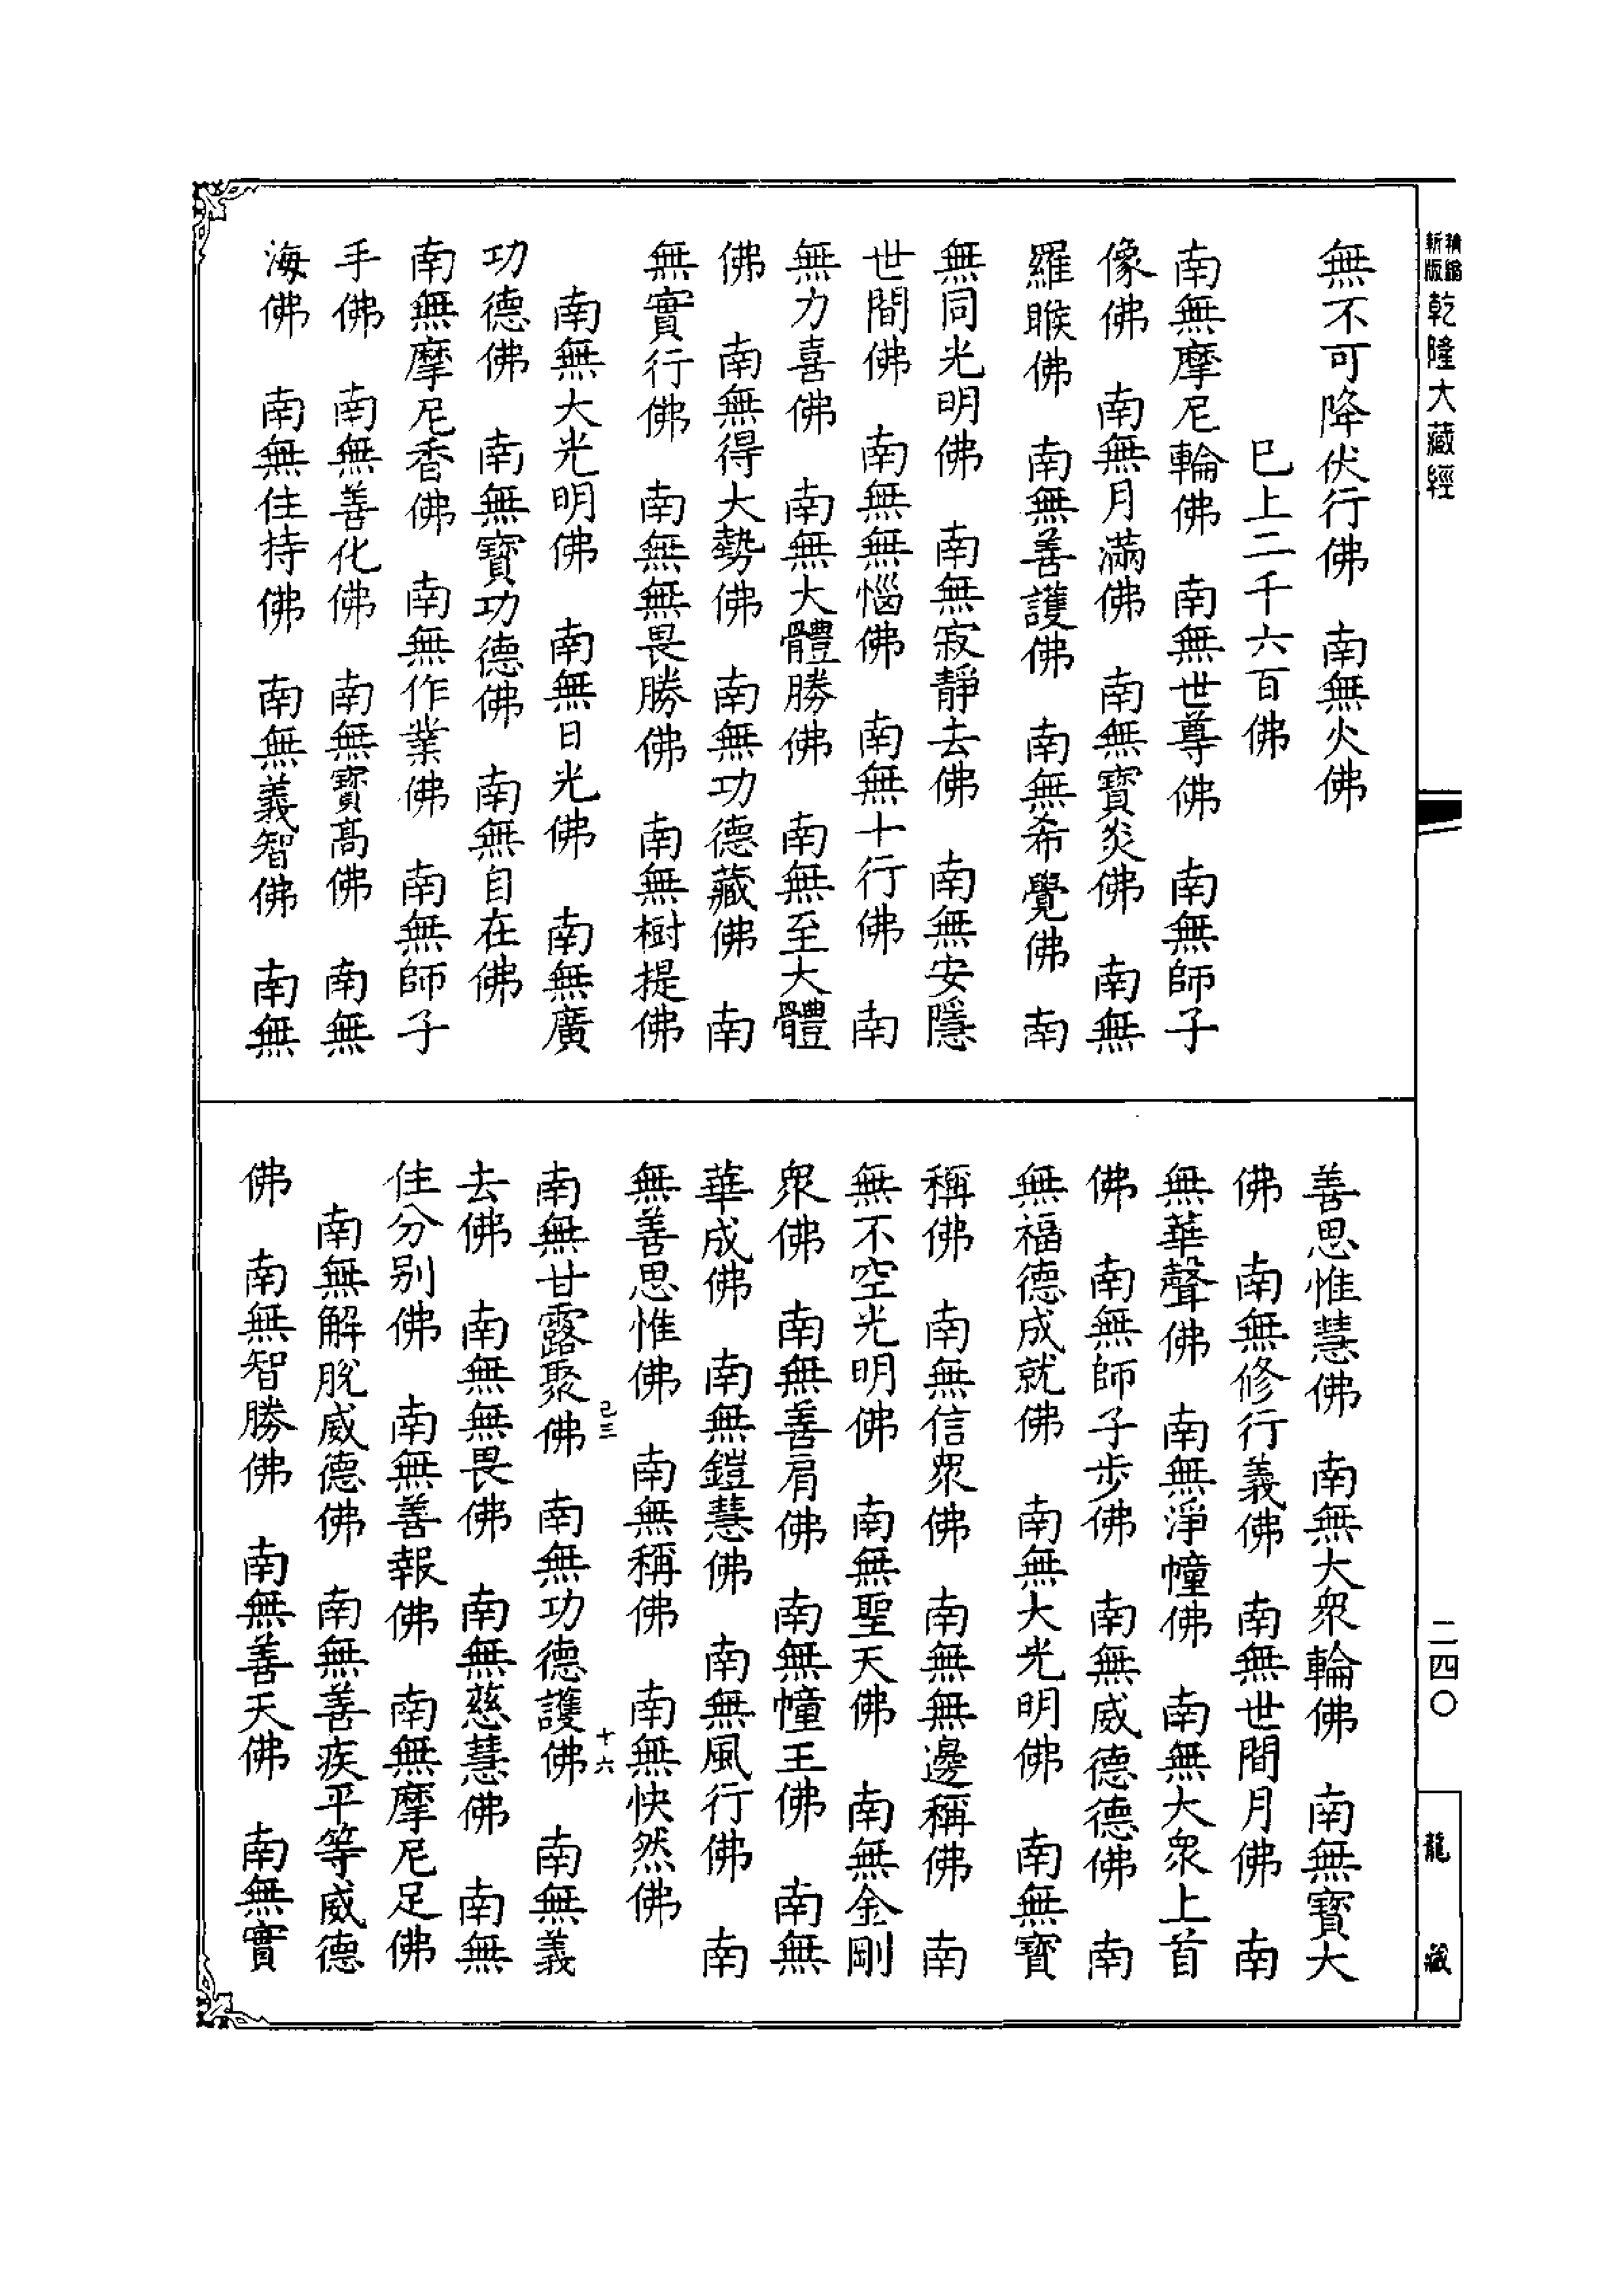 精縮
新版
乾隆大藏經
無不可降伏行佛　南無火佛
已上二千六百佛
南無摩尼輪佛　南無世尊佛　南無師子
像佛　南無月滿佛　南無寶炎佛　南無
羅睺佛　南無善護佛　南無希覺佛　南
無同光明佛　南無寂靜去佛　南無安隱
世間佛　南無無惱佛　南無十行佛　南
無力喜佛　南無大體勝佛　南無至大體
佛　南無得大勢佛　南無功德藏佛　南
無實行佛　南無無畏勝佛　南無樹提佛
南無大光明佛　南無日光佛　南無廣
功德佛　南無寶功德佛　南無自在佛
南無摩尼香佛　南無作業佛　南無師子
手佛　南無善化佛　南無寶高佛　南無
海佛　南無住持佛　南無義智佛　南無
善思惟慧佛　南無大眾輪佛　南無寶大
佛　南無修行義佛　南無世間月佛　南
無華聲佛　南無淨幢佛　南無大眾上首
佛　南無師子步佛　南無威德德佛　南
無福德成就佛　南無大光明佛　南無寶
稱佛　南無信眾佛　南無無邊稱佛　南
無不空光明佛　南無聖天佛　南無金剛
眾佛　南無善肩佛　南無幢王佛　南無
華成佛　南無鎧慧佛　南無風行佛　南
無善思惟佛　南無稱佛　南無快然佛
己三　十六
南無甘露聚佛　南無功德護佛　南無義
去佛　南無無畏佛　南無慈慧佛　南無
住分別佛　南無善報佛　南無摩尼足佛
南無解脫威德佛　南無善疾平等威德
佛　南無智勝佛　南無善天佛　南無實
二四〇
龍藏